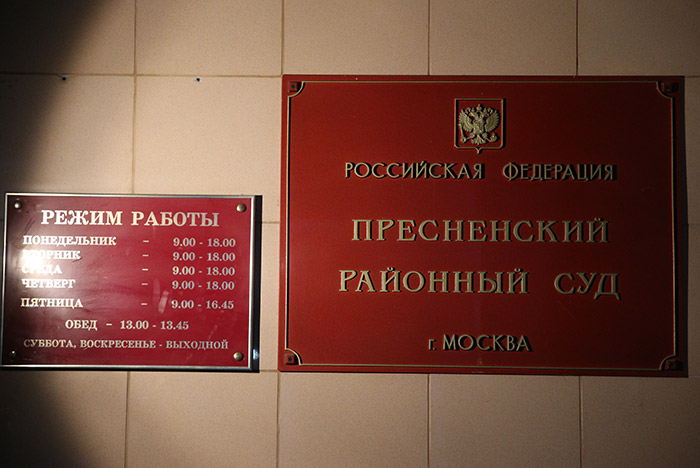 РЕЖИМ РАБОТЫ
ПОНЕДЕЛЬНИК - 9.00 - 18.00
ВТОРНИК - 9.00 - 18.00
СРЕДА - 9.00 - 18.00
ЧЕТВЕРГ - 9.00 - 18.00
ПЯТНИЦА - 9.00 - 16.45
ОБЕД - 13.00 - 13.45
СУББОТА, ВОСКРЕСЕНЬЕ - ВЫХОДНОЙ
РОССИЙСКАЯ ФЕДЕРАЦИЯ
ПРЕСНЕНСКИЙ
РАЙОННЫЙ СУД
г. МОСКВА